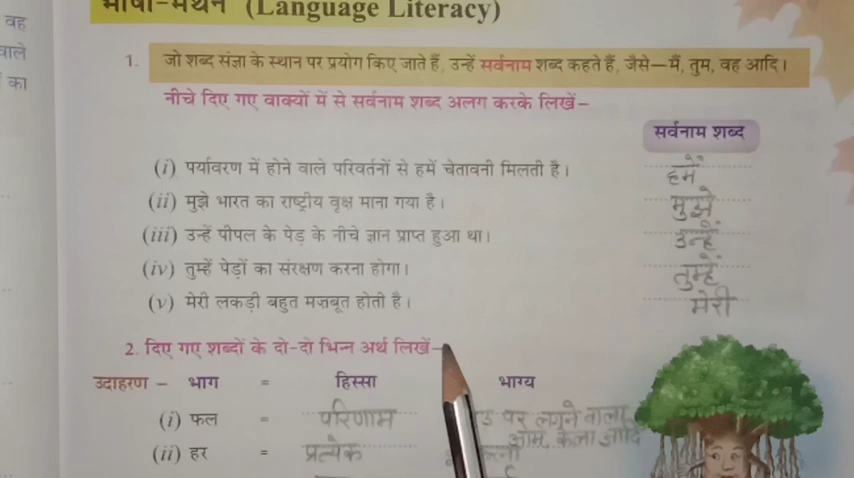 भाषा-मंथन (Language Literacy)
वह
वाले
का
1. जो शब्द संज्ञा के स्थान पर प्रयोग किए जाते हैं, उन्हें सर्वनाम शब्द कहते हैं, जैसे—मैं, तुम, वह आदि।
नीचे दिए गए वाक्यों में से सर्वनाम शब्द अलग करके लिखें–
सर्वनाम शब्द
(i) पर्यावरण में होने वाले परिवर्तनों से हमें चेतावनी मिलती है। हमें
(ii) मुझे भारत का राष्ट्रीय वृक्ष माना गया है। मुझे
(iii) उन्हें पीपल के पेड़ के नीचे ज्ञान प्राप्त हुआ था। उन्हें
(iv) तुम्हें पेड़ों का संरक्षण करना होगा। तुम्हें
(v) मेरी लकड़ी बहुत मज़बूत होती है। मेरी
2. दिए गए शब्दों के दो-दो भिन्न अर्थ लिखें–
उदाहरण – भाग = हिस्सा भाग्य
(i) फल = परिणाम पर लगने वाला
आम, केला आदि
(ii) हर = प्रत्येक